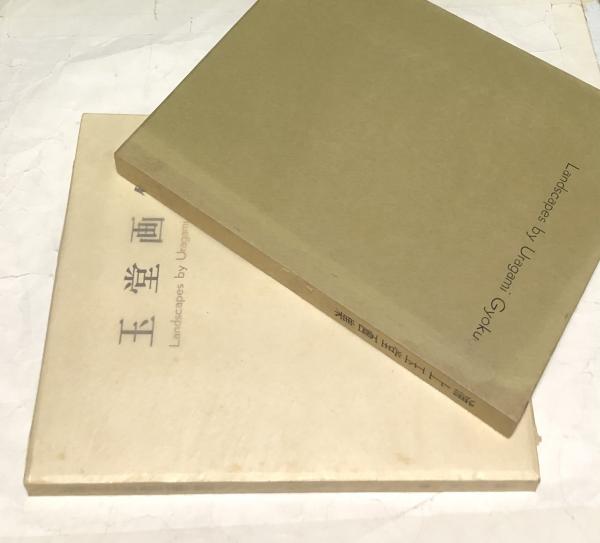 玉堂画
Landscapes by Uragami
Landscapes by Uragami Gyoku